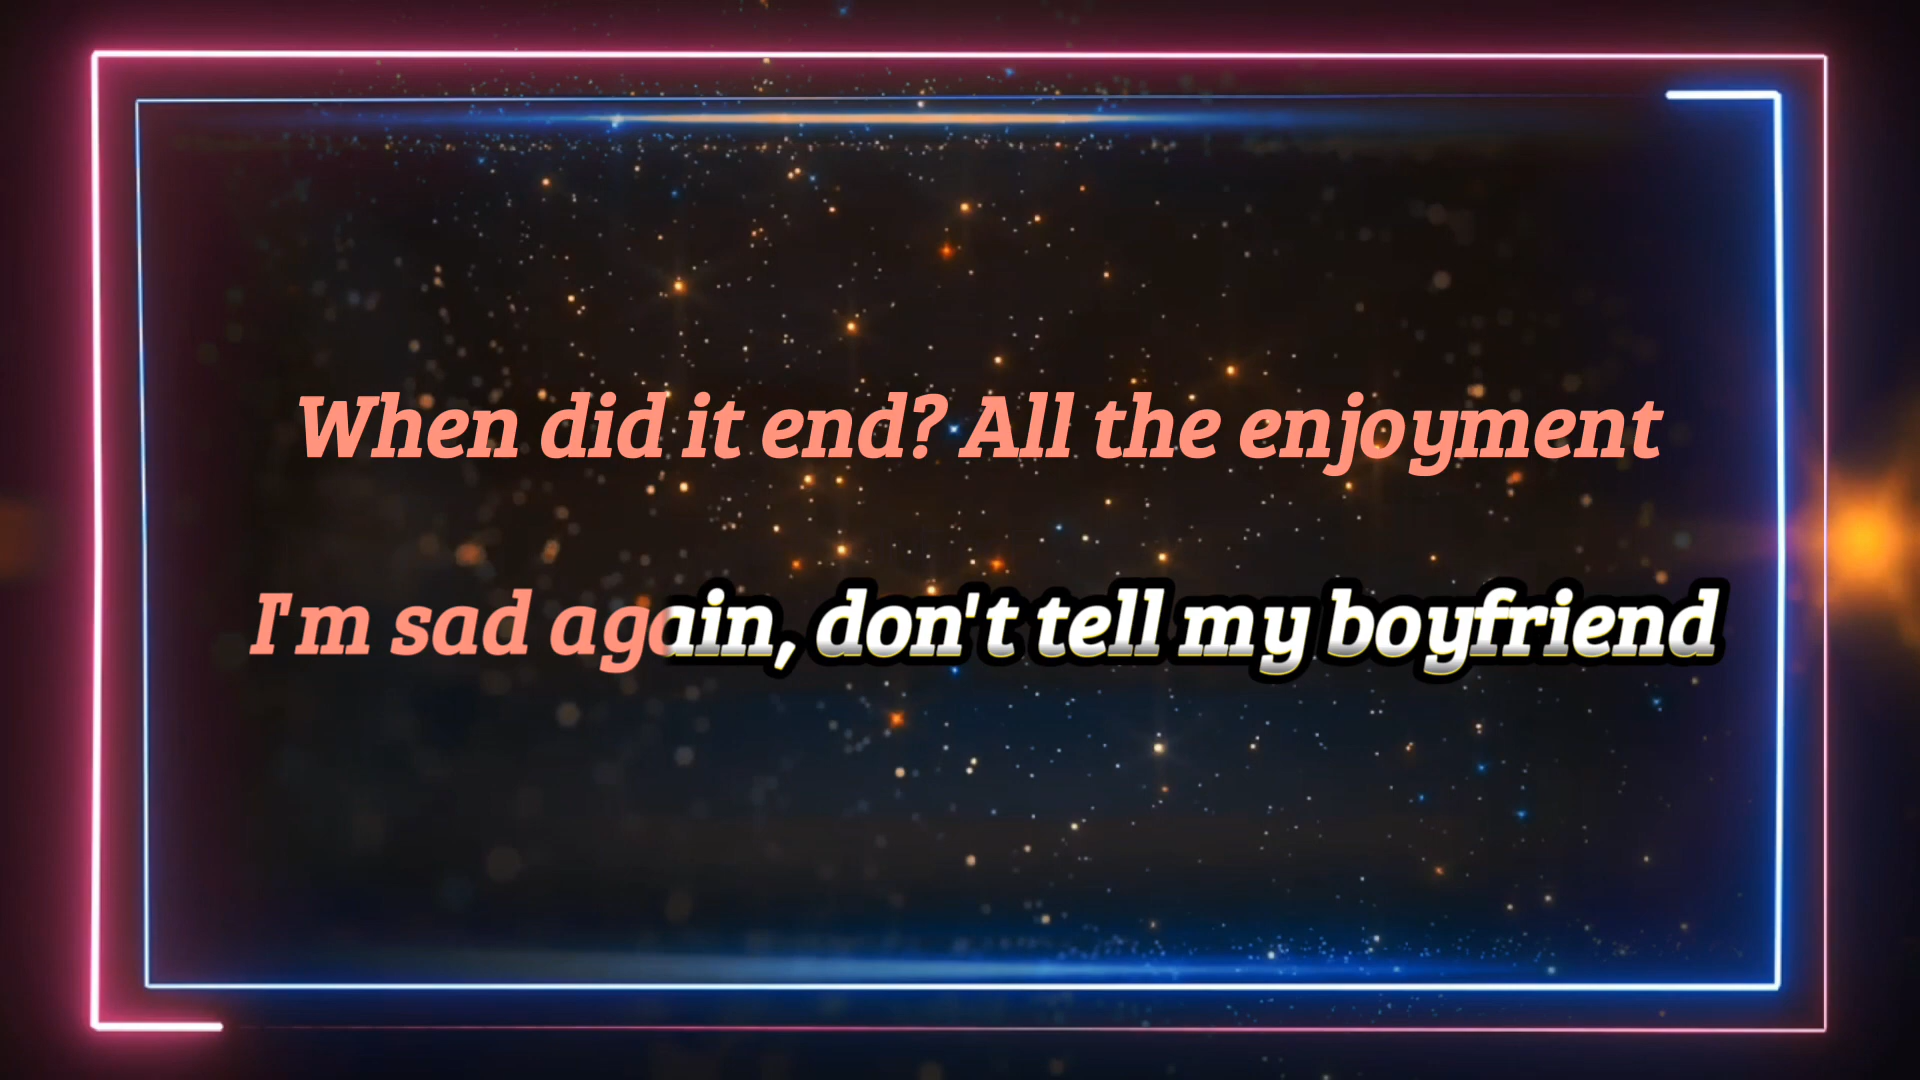 When did it end? All the enjoyment
I'm sad again, don't tell my boyfriend